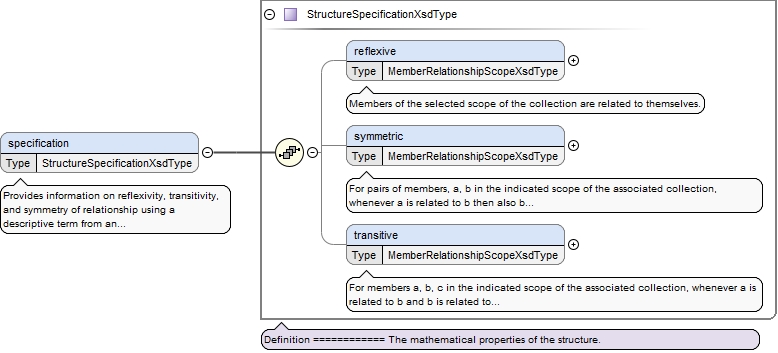 StructureSpecificationXsdType
reflexive
Type MemberRelationshipScopeXsdType
Members of the selected scope of the collection are related to themselves.
specification
Type StructureSpecificationXsdType
Provides information on reflexivity, transitivity,
and symmetry of relationship using a
descriptive term from an...
symmetric
Type MemberRelationshipScopeXsdType
For pairs of members, a, b in the indicated scope of the associated collection,
whenever a is related to b then also b...
transitive
Type MemberRelationshipScopeXsdType
For members a, b, c in the indicated scope of the associated collection, whenever a is
related to b and b is related to...
Definition ============ The mathematical properties of the structure.